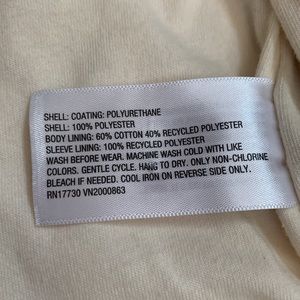 SHELL: COATING: POLYURETHANE
SHELL: 100% POLYESTER
BODY LINING: 60% COTTON 40% RECYCLED POLYESTER
SLEEVE LINING: 100% RECYCLED POLYESTER
WASH BEFORE WEAR. MACHINE WASH COLD WITH LIKE
COLORS. GENTLE CYCLE. HANG TO DRY. ONLY NON-CHLORINE
BLEACH IF NEEDED. COOL IRON ON REVERSE SIDE ONLY.
RN17730 VN2000863